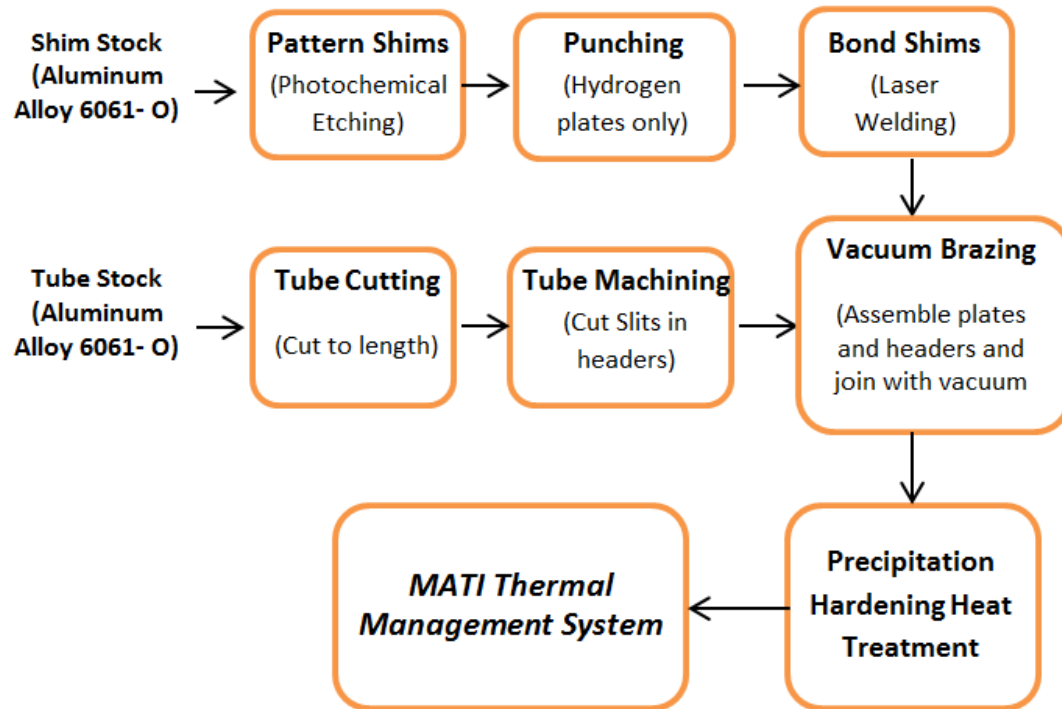 Shim Stock
(Aluminum
Alloy 6061- O)
Pattern Shims
(Photochemical
Etching)
Punching
(Hydrogen
plates only)
Bond Shims
(Laser
Welding)
Tube Stock
(Aluminum
Alloy 6061- O)
Tube Cutting
(Cut to length)
Tube Machining
(Cut Slits in
headers)
Vacuum Brazing
(Assemble plates
and headers and
join with vacuum
Precipitation
Hardening Heat
Treatment
MATI Thermal
Management System